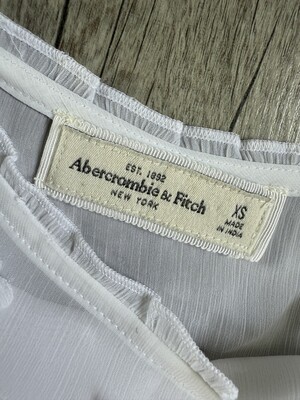 EST. 1892
Abercrombie & Fitch
NEW YORK
XS
MADE
IN INDIA